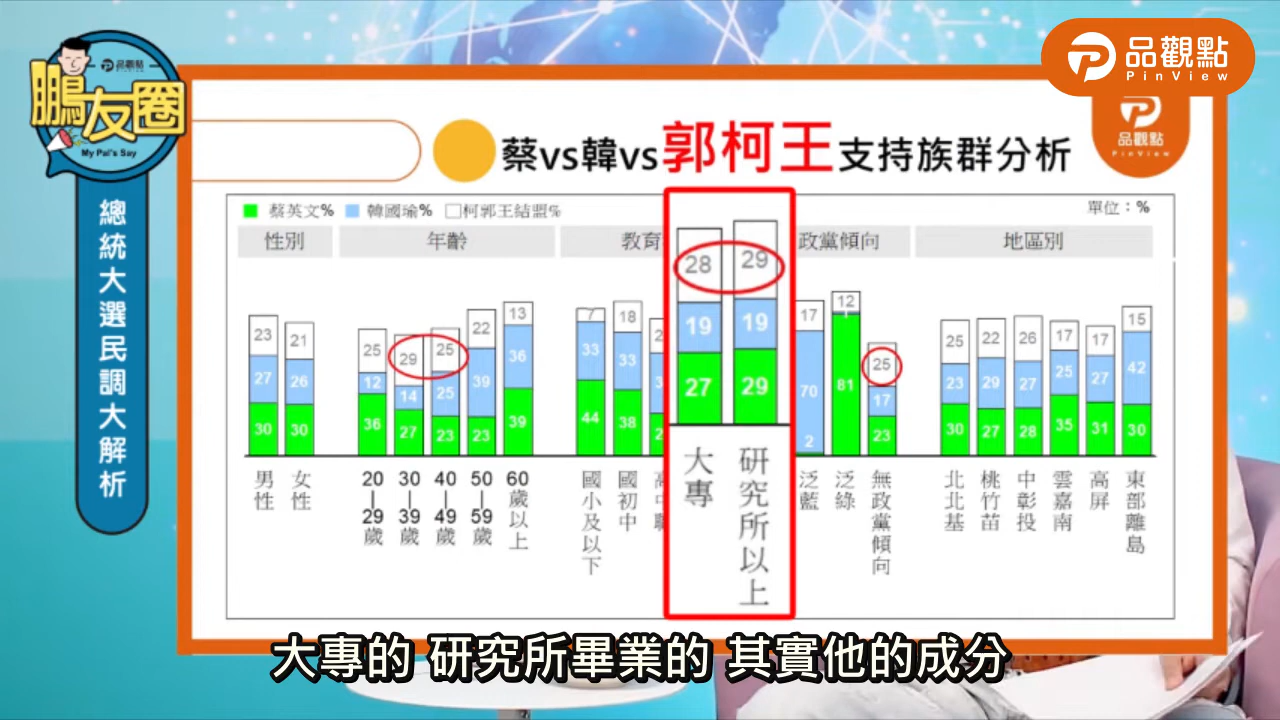 品觀點
PinView
品觀點
PinView
鵬友圈
My Pal's Say
總統大選民調大解析
品觀點
PinView
蔡vs韓vs郭柯王支持族群分析
蔡英文% 韓國瑜% 柯郭王結盟%
單位：%
性別 年齡 教育 政黨傾向 地區別
23 21 25 29 25 22 13 7 18 2 28 29 17 12 25 25 22 26 17 17 15
27 26 12 14 25 39 36 33 33 3 19 19 70 1 17 23 29 27 25 27 42
30 30 36 27 23 23 39 44 38 2 27 29 2 81 23 30 27 28 35 31 30
男性 女性 20|29歲 30|39歲 40|49歲 50|59歲 60歲以上 國小及以下 國初中 高中職 大專 研究所以上 泛藍 泛綠 無政黨傾向 北北基 桃竹苗 中彰投 雲嘉南 高屏 東部離島
大專的 研究所畢業的 其實他的成分